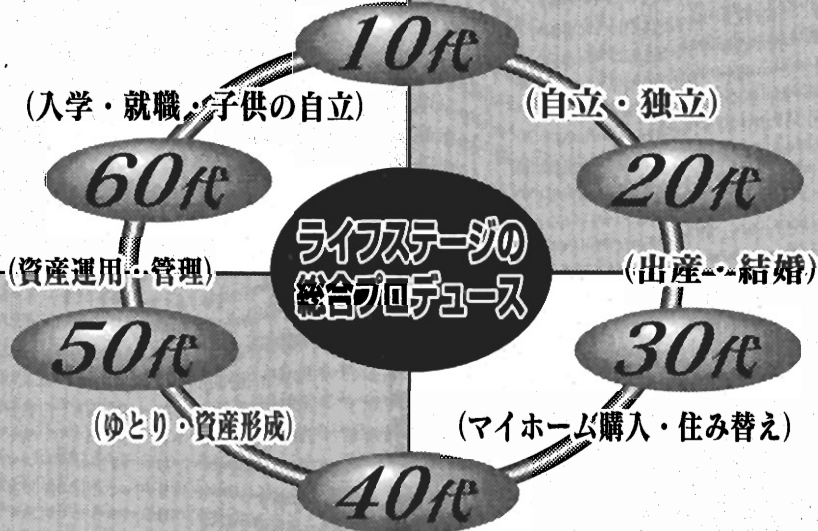 10代
(入学・就職・子供の自立)
(自立・独立)
60代
20代
ライフステージの
総合プロデュース
(資産運用・管理)
(出産・結婚)
50代
30代
(ゆとり・資産形成)
(マイホーム購入・住み替え)
40代